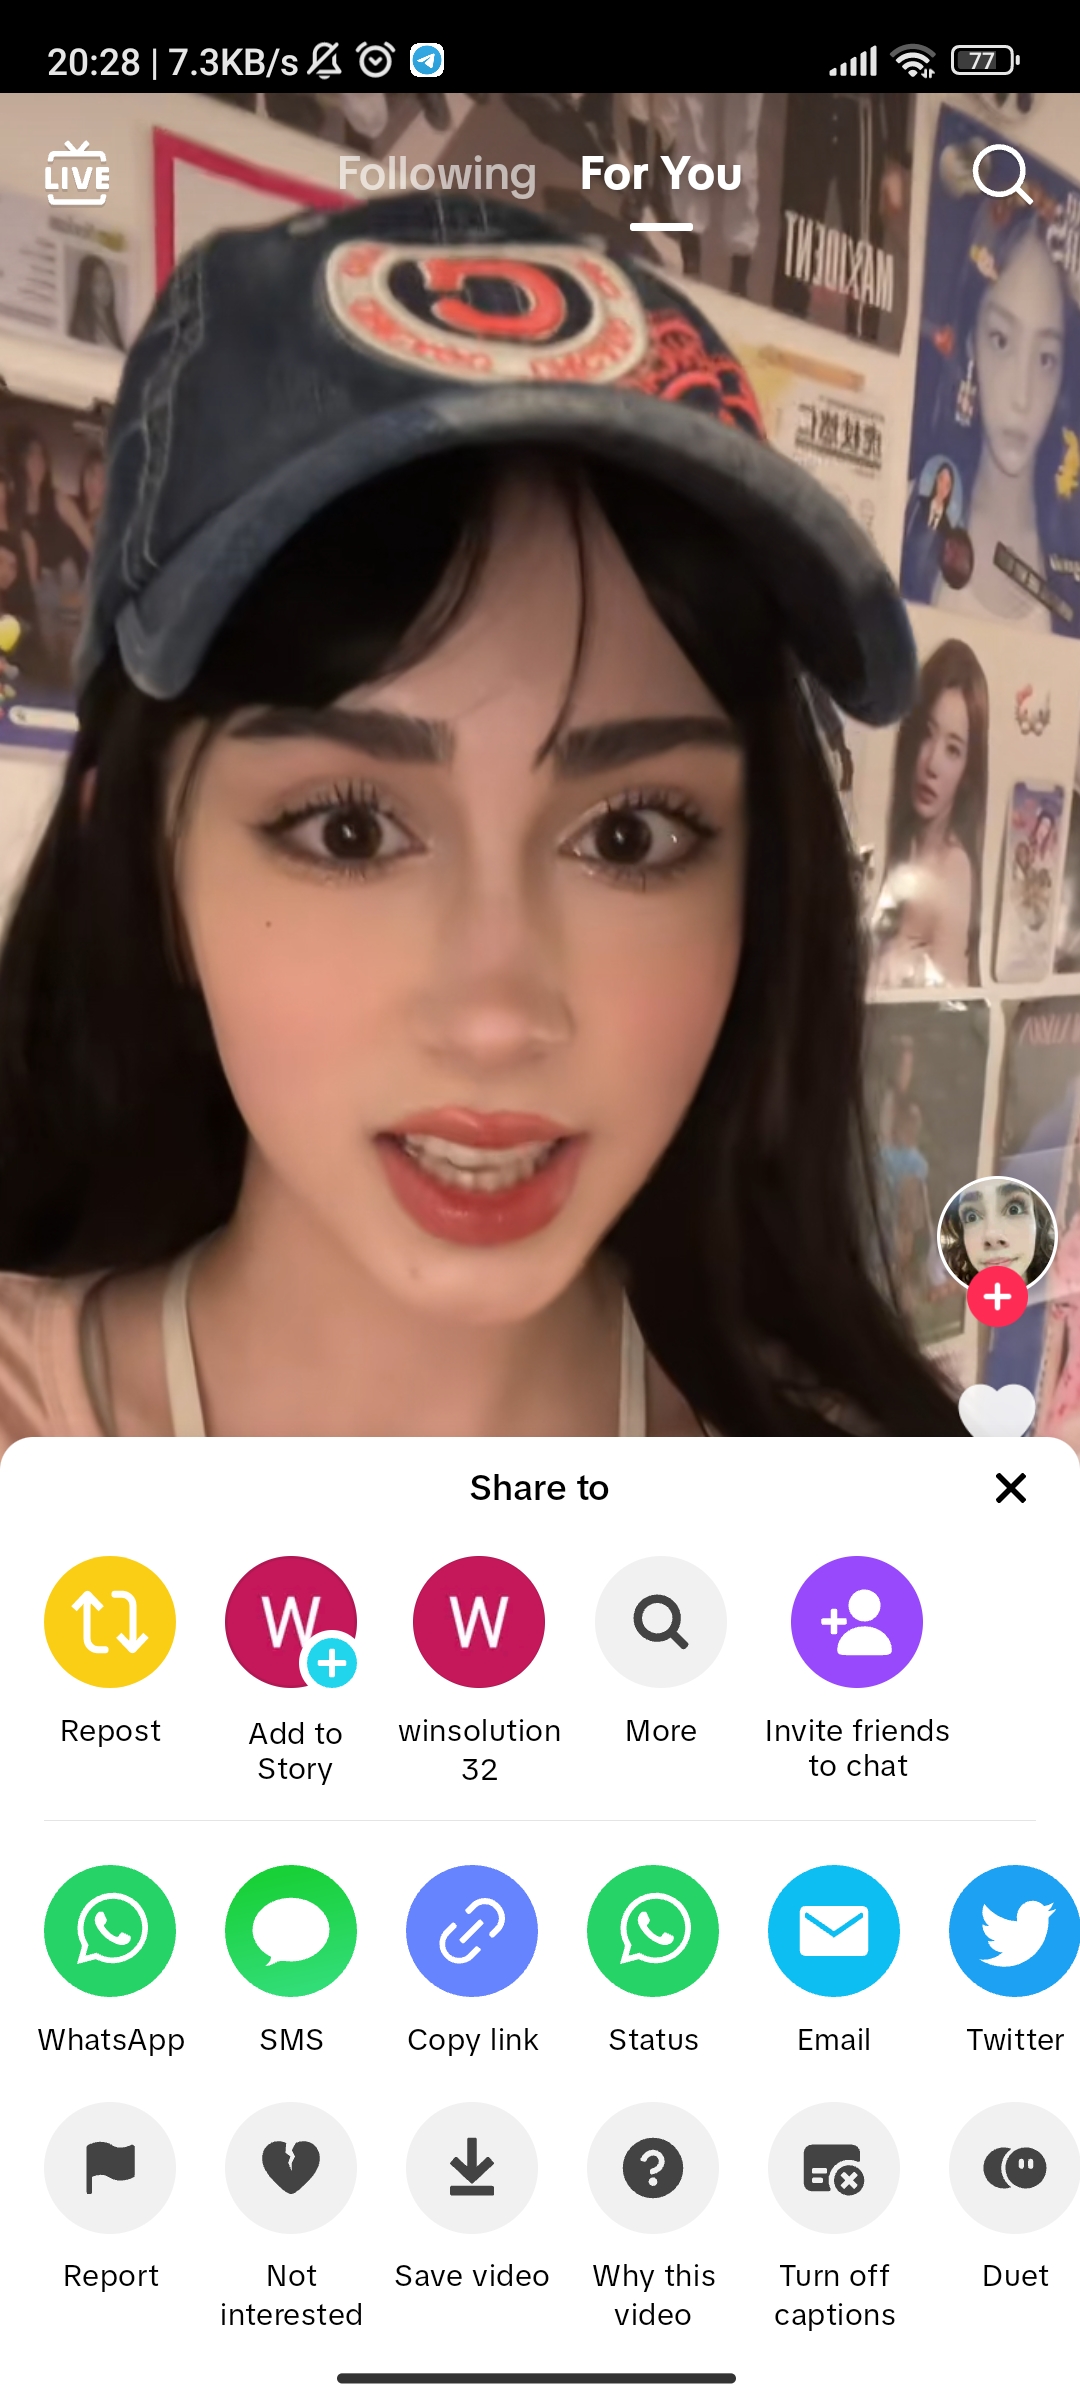 20:28 | 7.3KB/s
77
LIVE
Following
For You
MAXIDENT
Share to
W
W
Repost
Add to
Story
winsolution
32
More
Invite friends
to chat
WhatsApp
SMS
Copy link
Status
Email
Twitter
Report
Not
interested
Save video
Why this
video
Turn off
captions
Duet